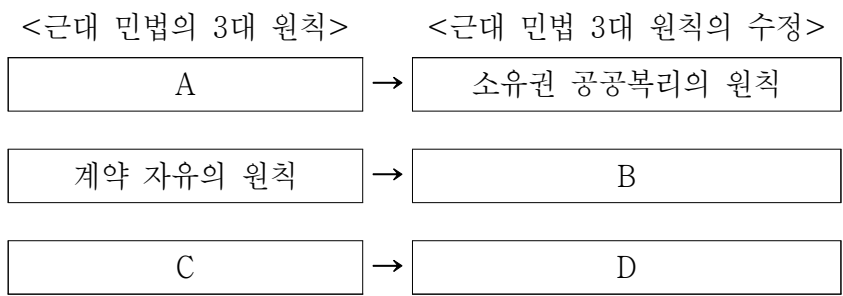 <근대 민법의 3대 원칙> <근대 민법 3대 원칙의 수정>
A → 소유권 공공복리의 원칙
계약 자유의 원칙 → B
C → D